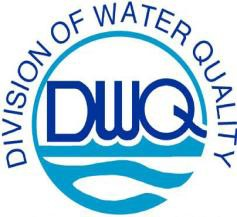 DIVISION OF WATER QUALITY
DWQ